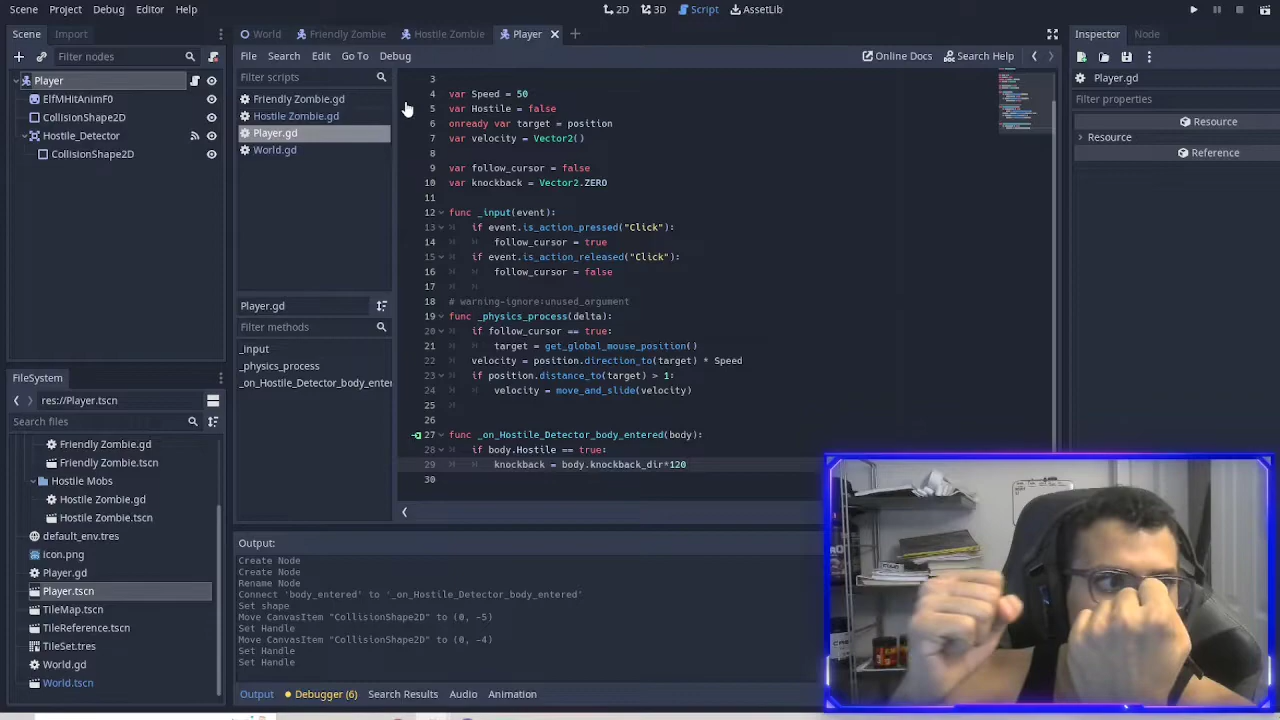 Scene Project Debug Editor Help
2D 3D Script AssetLib
Scene Import
World Friendly Zombie Hostile Zombie Player
Inspector Node
Filter nodes
File Search Edit Go To Debug
Online Docs Search Help
Player
ElfMHitAnimF0
CollisionShape2D
Hostile_Detector
CollisionShape2D
Filter scripts
Friendly Zombie.gd
Hostile Zombie.gd
Player.gd
World.gd
Player.gd
Filter methods
_input
_physics_process
_on_Hostile_Detector_body_enter
3
4 var Speed = 50
5 var Hostile = false
6 onready var target = position
7 var velocity = Vector2()
8
9 var follow_cursor = false
10 var knockback = Vector2.ZERO
11
12 func _input(event):
13 if event.is_action_pressed("Click"):
14 follow_cursor = true
15 if event.is_action_released("Click"):
16 follow_cursor = false
17
18 # warning-ignore:unused_argument
19 func _physics_process(delta):
20 if follow_cursor == true:
21 target = get_global_mouse_position()
22 velocity = position.direction_to(target) * Speed
23 if position.distance_to(target) > 1:
24 velocity = move_and_slide(velocity)
25
26
27 func _on_Hostile_Detector_body_entered(body):
28 if body.Hostile == true:
29 knockback = body.knockback_dir*120
30
Player.gd
Filter properties
Resource
Resource
Reference
FileSystem
res://Player.tscn
Search files
Friendly Zombie.gd
Friendly Zombie.tscn
Hostile Mobs
Hostile Zombie.gd
Hostile Zombie.tscn
default_env.tres
icon.png
Player.gd
Player.tscn
TileMap.tscn
TileReference.tscn
TileSet.tres
World.gd
World.tscn
Output:
Create Node
Create Node
Rename Node
Connect 'body_entered' to '_on_Hostile_Detector_body_entered'
Set shape
Move CanvasItem "CollisionShape2D" to (0, -5)
Set Handle
Move CanvasItem "CollisionShape2D" to (0, -4)
Set Handle
Set Handle
Output Debugger (6) Search Results Audio Animation